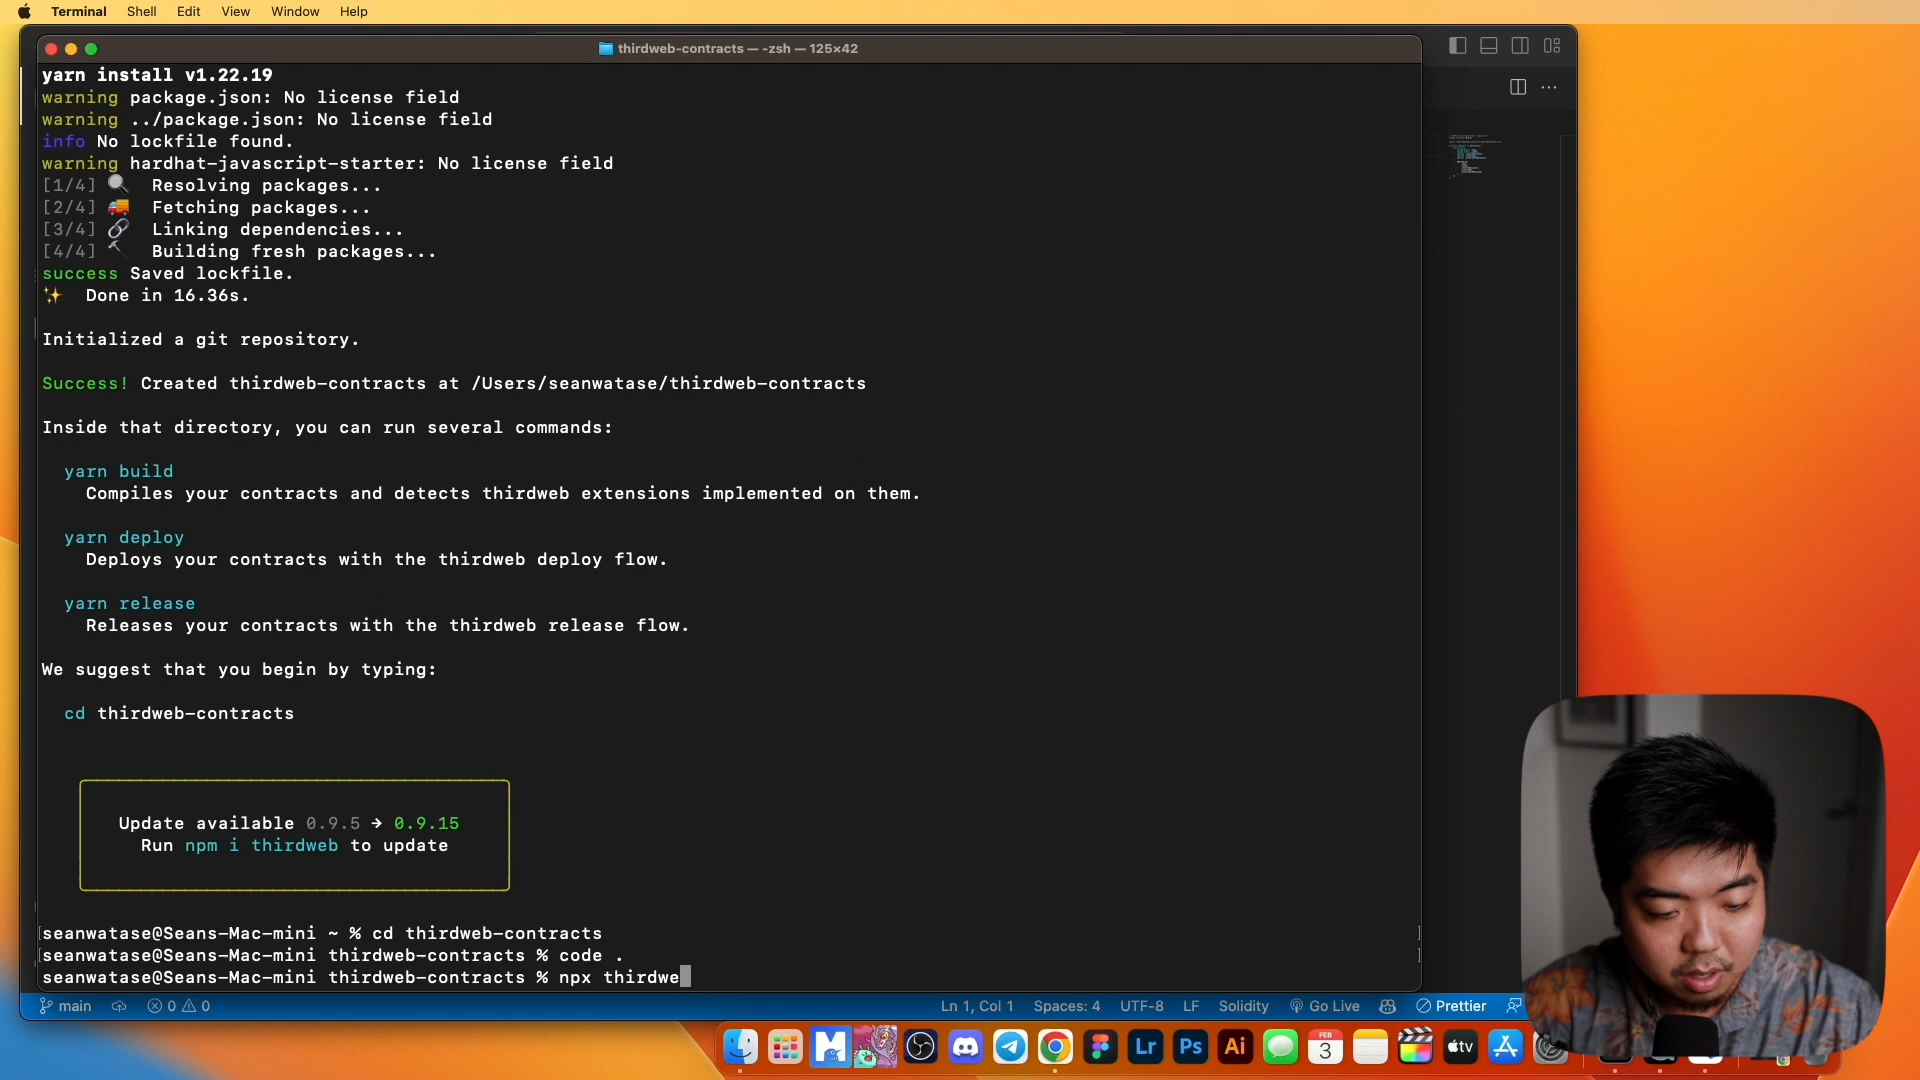 Terminal Shell Edit View Window Help
thirdweb-contracts — -zsh — 125×42
yarn install v1.22.19
warning package.json: No license field
warning ../package.json: No license field
info No lockfile found.
warning hardhat-javascript-starter: No license field
[1/4] 🔍 Resolving packages...
[2/4] 🚚 Fetching packages...
[3/4] 🔗 Linking dependencies...
[4/4] 🔨 Building fresh packages...
success Saved lockfile.
✨ Done in 16.36s.
Initialized a git repository.
Success! Created thirdweb-contracts at /Users/seanwatase/thirdweb-contracts
Inside that directory, you can run several commands:
yarn build
Compiles your contracts and detects thirdweb extensions implemented on them.
yarn deploy
Deploys your contracts with the thirdweb deploy flow.
yarn release
Releases your contracts with the thirdweb release flow.
We suggest that you begin by typing:
cd thirdweb-contracts
Update available 0.9.5 → 0.9.15
Run npm i thirdweb to update
[seanwatase@Seans-Mac-mini ~ % cd thirdweb-contracts ]
[seanwatase@Seans-Mac-mini thirdweb-contracts % code . ]
seanwatase@Seans-Mac-mini thirdweb-contracts % npx thirdwe
main 0 0 Ln 1, Col 1 Spaces: 4 UTF-8 LF Solidity Go Live Prettier
Lr Ps Ai FEB 3 tv